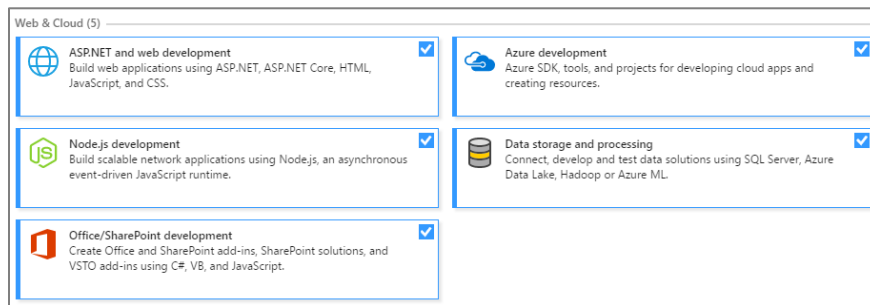 Web & Cloud (5)
ASP.NET and web development
Build web applications using ASP.NET, ASP.NET Core, HTML,
JavaScript, and CSS.
Azure development
Azure SDK, tools, and projects for developing cloud apps and
creating resources.
Node.js development
Build scalable network applications using Node.js, an asynchronous
event-driven JavaScript runtime.
Data storage and processing
Connect, develop and test data solutions using SQL Server, Azure
Data Lake, Hadoop or Azure ML.
Office/SharePoint development
Create Office and SharePoint add-ins, SharePoint solutions, and
VSTO add-ins using C#, VB, and JavaScript.
JS